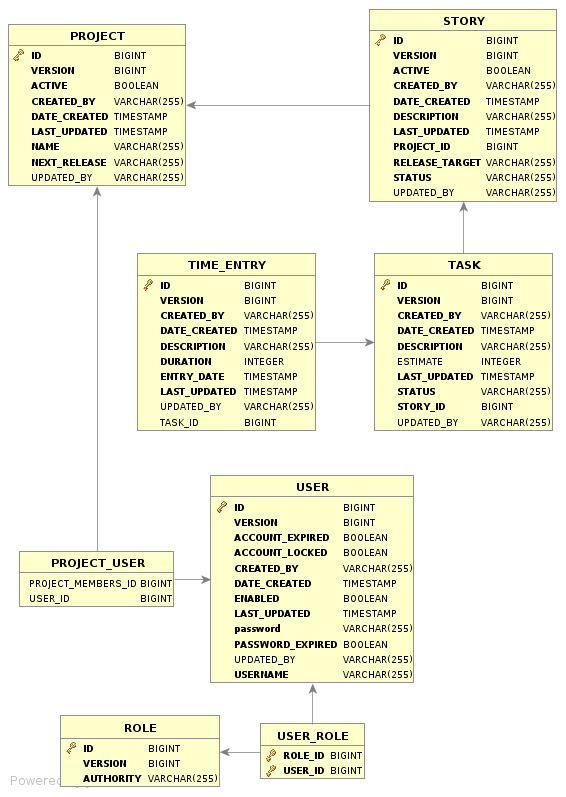 PROJECT
ID BIGINT
VERSION BIGINT
ACTIVE BOOLEAN
CREATED_BY VARCHAR(255)
DATE_CREATED TIMESTAMP
LAST_UPDATED TIMESTAMP
NAME VARCHAR(255)
NEXT_RELEASE VARCHAR(255)
UPDATED_BY VARCHAR(255)
STORY
ID BIGINT
VERSION BIGINT
ACTIVE BOOLEAN
CREATED_BY VARCHAR(255)
DATE_CREATED TIMESTAMP
DESCRIPTION VARCHAR(255)
LAST_UPDATED TIMESTAMP
PROJECT_ID BIGINT
RELEASE_TARGET VARCHAR(255)
STATUS VARCHAR(255)
UPDATED_BY VARCHAR(255)
TIME_ENTRY
ID BIGINT
VERSION BIGINT
CREATED_BY VARCHAR(255)
DATE_CREATED TIMESTAMP
DESCRIPTION VARCHAR(255)
DURATION INTEGER
ENTRY_DATE TIMESTAMP
LAST_UPDATED TIMESTAMP
UPDATED_BY VARCHAR(255)
TASK_ID BIGINT
TASK
ID BIGINT
VERSION BIGINT
CREATED_BY VARCHAR(255)
DATE_CREATED TIMESTAMP
DESCRIPTION VARCHAR(255)
ESTIMATE INTEGER
LAST_UPDATED TIMESTAMP
STATUS VARCHAR(255)
STORY_ID BIGINT
UPDATED_BY VARCHAR(255)
USER
ID BIGINT
VERSION BIGINT
ACCOUNT_EXPIRED BOOLEAN
ACCOUNT_LOCKED BOOLEAN
CREATED_BY VARCHAR(255)
DATE_CREATED TIMESTAMP
ENABLED BOOLEAN
LAST_UPDATED TIMESTAMP
password VARCHAR(255)
PASSWORD_EXPIRED BOOLEAN
UPDATED_BY VARCHAR(255)
USERNAME VARCHAR(255)
PROJECT_USER
PROJECT_MEMBERS_ID BIGINT
USER_ID BIGINT
ROLE
ID BIGINT
VERSION BIGINT
AUTHORITY VARCHAR(255)
USER_ROLE
ROLE_ID BIGINT
USER_ID BIGINT